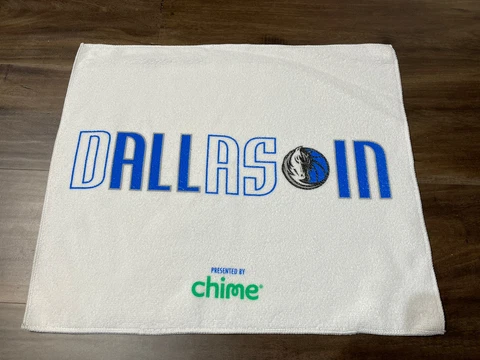 DALLAS IN
PRESENTED BY
chime®